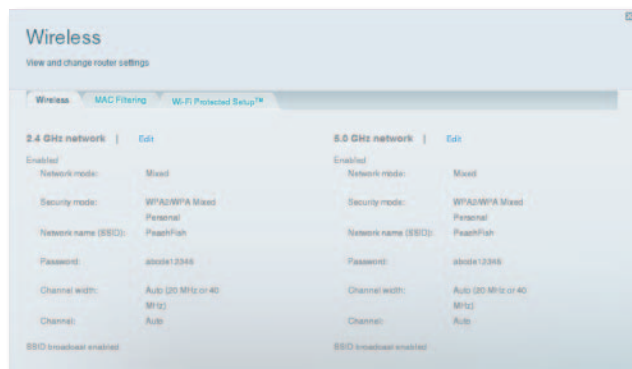 Wireless
View and change router settings
Wireless MAC Filtering Wi-Fi Protected Setup™
2.4 GHz network | Edit
Enabled
Network mode: Mixed
Security mode: WPA2/WPA Mixed Personal
Network name (SSID): PeachFish
Password:
Channel width: Auto (20 MHz or 40 MHz)
Channel: Auto
SSID broadcast enabled
5.0 GHz network | Edit
Enabled
Network mode: Mixed
Security mode: WPA2/WPA Mixed Personal
Network name (SSID): PeachFish
Password:
Channel width: Auto (20 MHz or 40 MHz)
Channel: Auto
SSID broadcast enabled